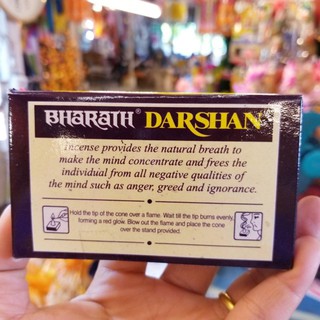 BHARATH® DARSHAN
Incense provides the natural breath to
make the mind concentrate and frees the
individual from all negative qualities of
the mind such as anger, greed and ignorance.
Hold the tip of the cone over a flame. Wait till the tip burns evenly,
forming a red glow. Blow out the flame and place the cone
over the stand provided.